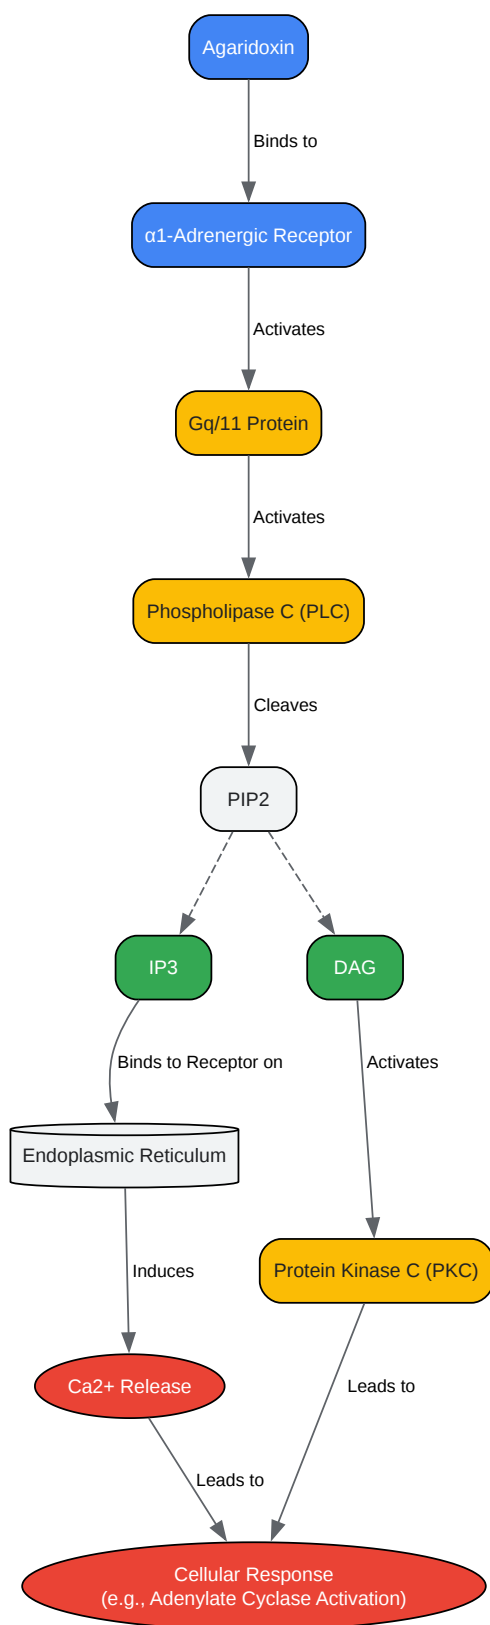 Agaridoxin
Binds to
α1-Adrenergic Receptor
Activates
Gq/11 Protein
Activates
Phospholipase C (PLC)
Cleaves
PIP2
IP3
DAG
Binds to Receptor on
Activates
Endoplasmic Reticulum
Induces
Protein Kinase C (PKC)
Ca2+ Release
Leads to
Leads to
Cellular Response
(e.g., Adenylate Cyclase Activation)